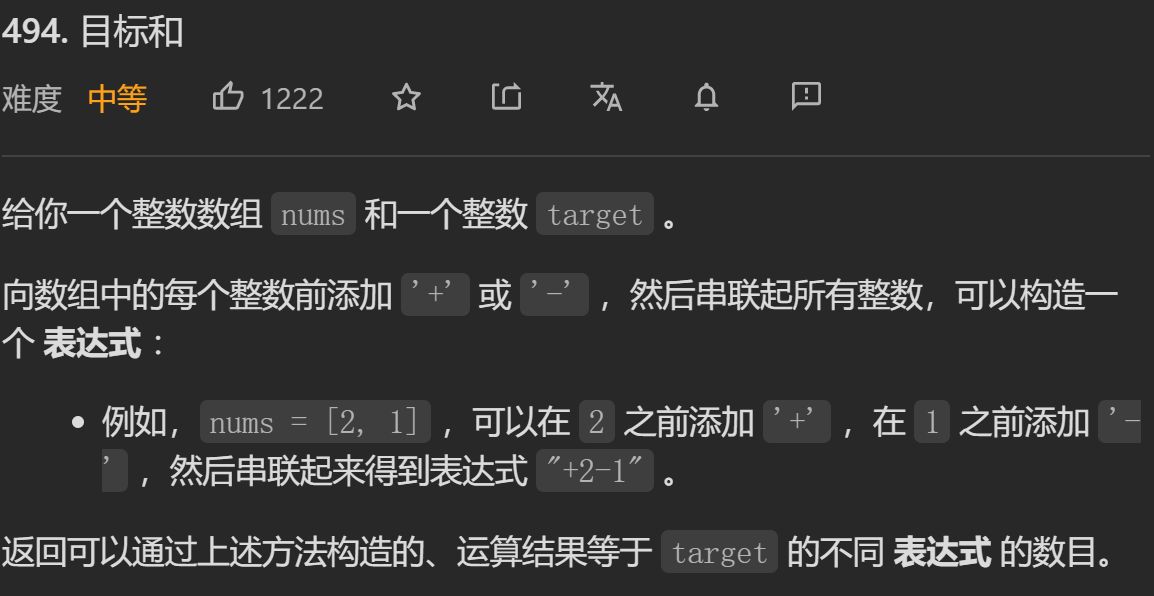 494. 目标和
难度 中等 1222
给你一个整数数组 nums 和一个整数 target 。
向数组中的每个整数前添加 '+' 或 '-' ，然后串联起所有整数，可以构造一
个 表达式 ：
• 例如，nums = [2, 1] ，可以在 2 之前添加 '+' ，在 1 之前添加 '-
' ，然后串联起来得到表达式 "+2-1" 。
返回可以通过上述方法构造的、运算结果等于 target 的不同 表达式 的数目。